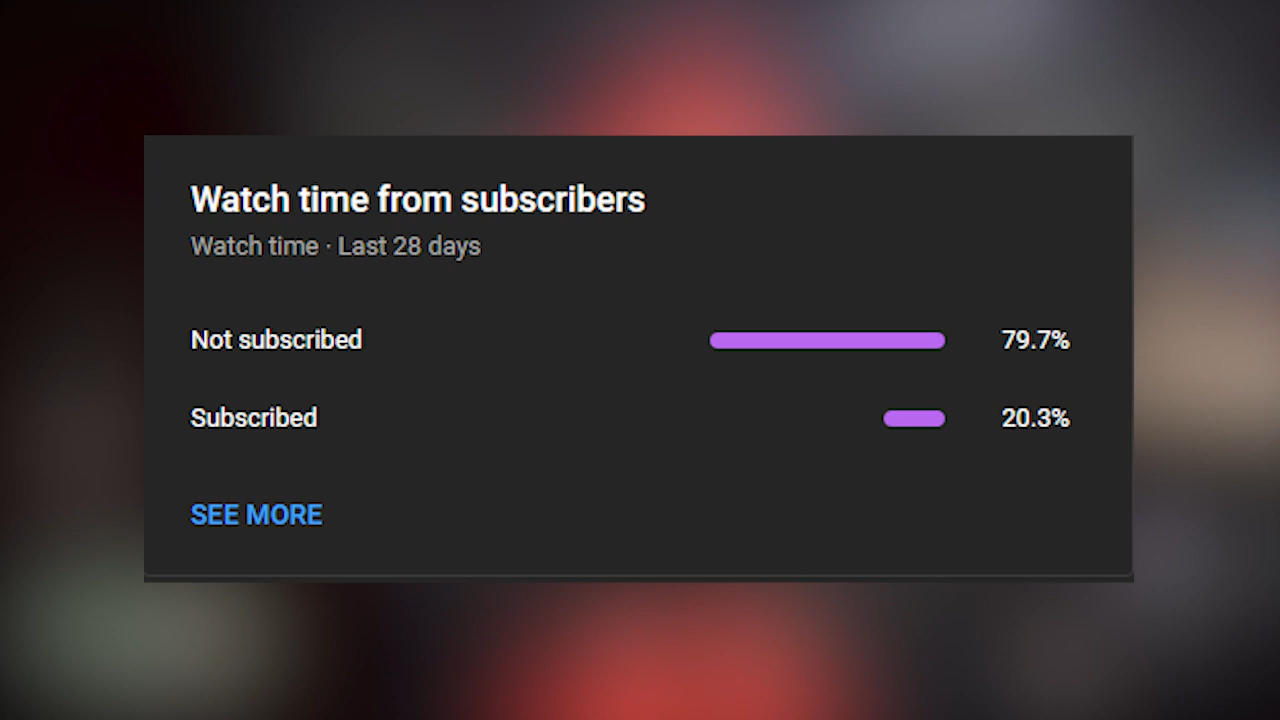 Watch time from subscribers
Watch time · Last 28 days
Not subscribed 79.7%
Subscribed 20.3%
SEE MORE